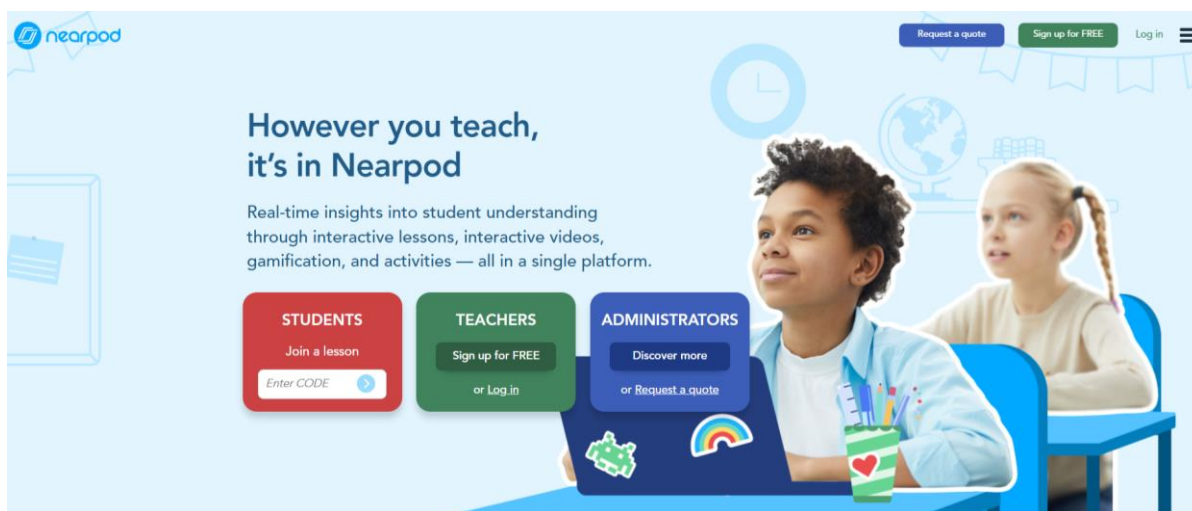 nearpod
Request a quote
Sign up for FREE
Log in
However you teach,
it's in Nearpod
Real-time insights into student understanding
through interactive lessons, interactive videos,
gamification, and activities — all in a single platform.
STUDENTS
Join a lesson
Enter CODE
TEACHERS
Sign up for FREE
or Log in
ADMINISTRATORS
Discover more
or Request a quote